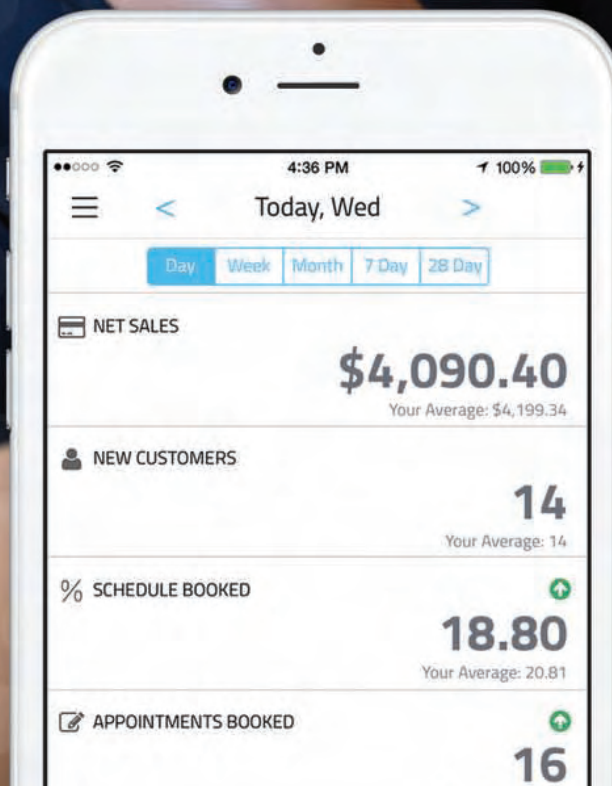 4:36 PM
100%
< Today, Wed >
Day Week Month 7 Day 28 Day
NET SALES
$4,090.40
Your Average: $4,199.34
NEW CUSTOMERS
14
Your Average: 14
% SCHEDULE BOOKED
18.80
Your Average: 20.81
APPOINTMENTS BOOKED
16